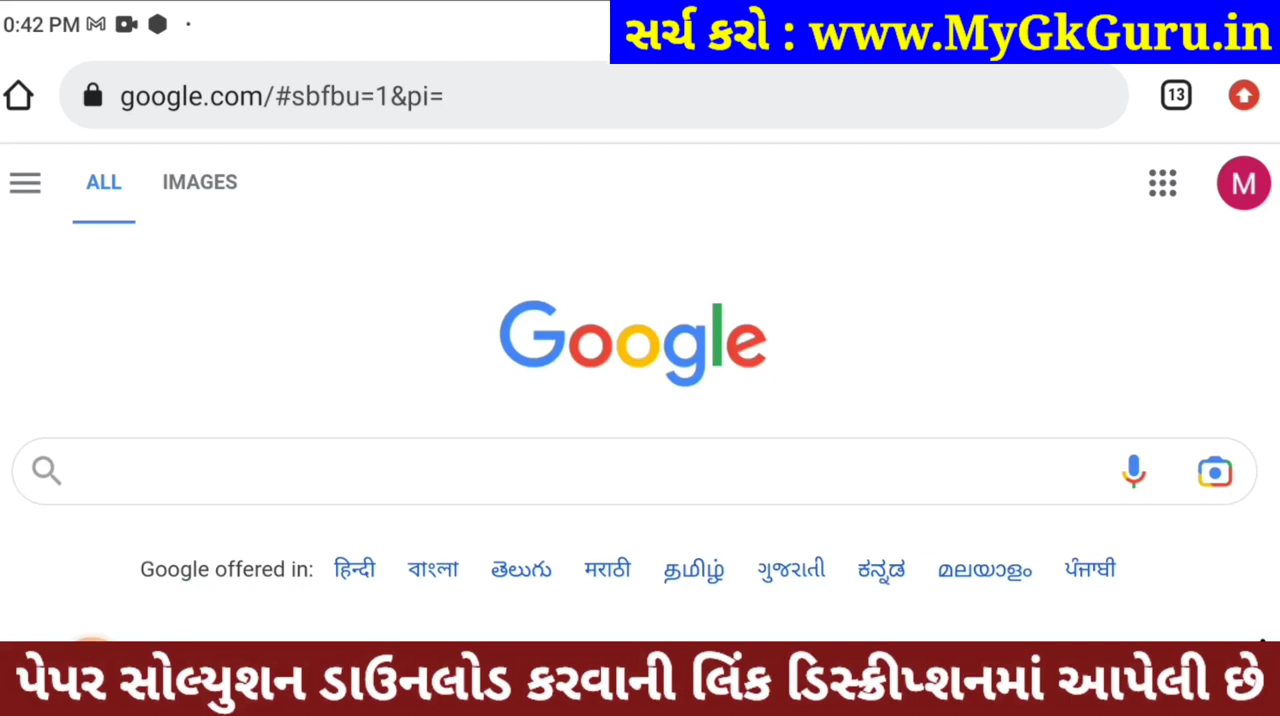 0:42 PM
સર્ચ કરો : www.MyGkGuru.in
google.com/#sbfbu=1&pi=
13
ALL IMAGES
M
Google
Google offered in: हिन्दी বাংলা తెలుగు मराठी தமிழ் ગુજરાતી ಕನ್ನಡ മലയാളം ਪੰਜਾਬੀ
પેપર સોલ્યુશન ડાઉનલોડ કરવાની લિંક ડિસ્ક્રીપ્શનમાં આપેલી છે